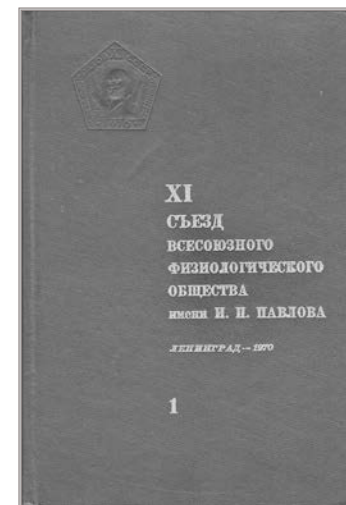 XI
СЪЕЗД
ВСЕСОЮЗНОГО
ФИЗИОЛОГИЧЕСКОГО
ОБЩЕСТВА
имени И. П. ПАВЛОВА
ЛЕНИНГРАД — 1970
1